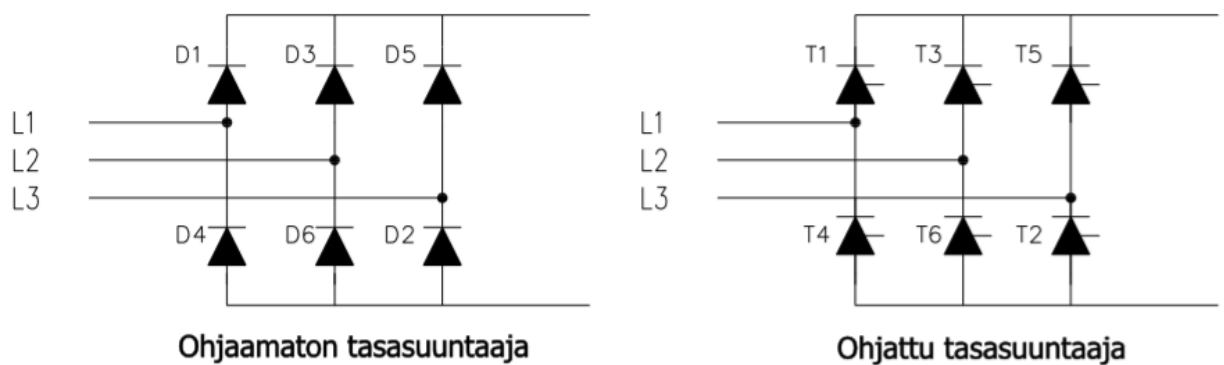 D1 D3 D5
L1
L2
L3
D4 D6 D2
Ohjaamaton tasasuuntaaja
T1 T3 T5
L1
L2
L3
T4 T6 T2
Ohjattu tasasuuntaaja